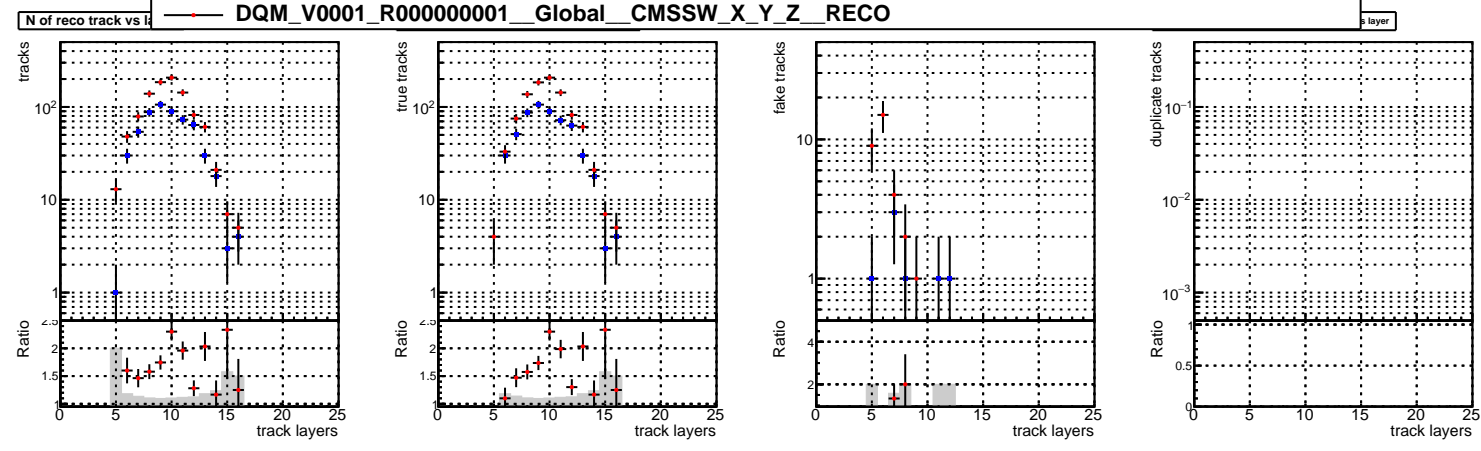 DQM_V0001_R000000001__Global__CMSSW_X_Y_Z__RECO
N of reco track vs la
s layer
tracks
10²
10
1
Ratio
2.5
2
1.5
1
0 5 10 15 20 25
track layers
true tracks
10²
10
1
Ratio
2.5
2
1.5
1
0 5 10 15 20 25
track layers
fake tracks
10
1
Ratio
4
2
0 5 10 15 20 25
track layers
duplicate tracks
10⁻¹
10⁻²
10⁻³
Ratio
1
0.5
0
0 5 10 15 20 25
track layers